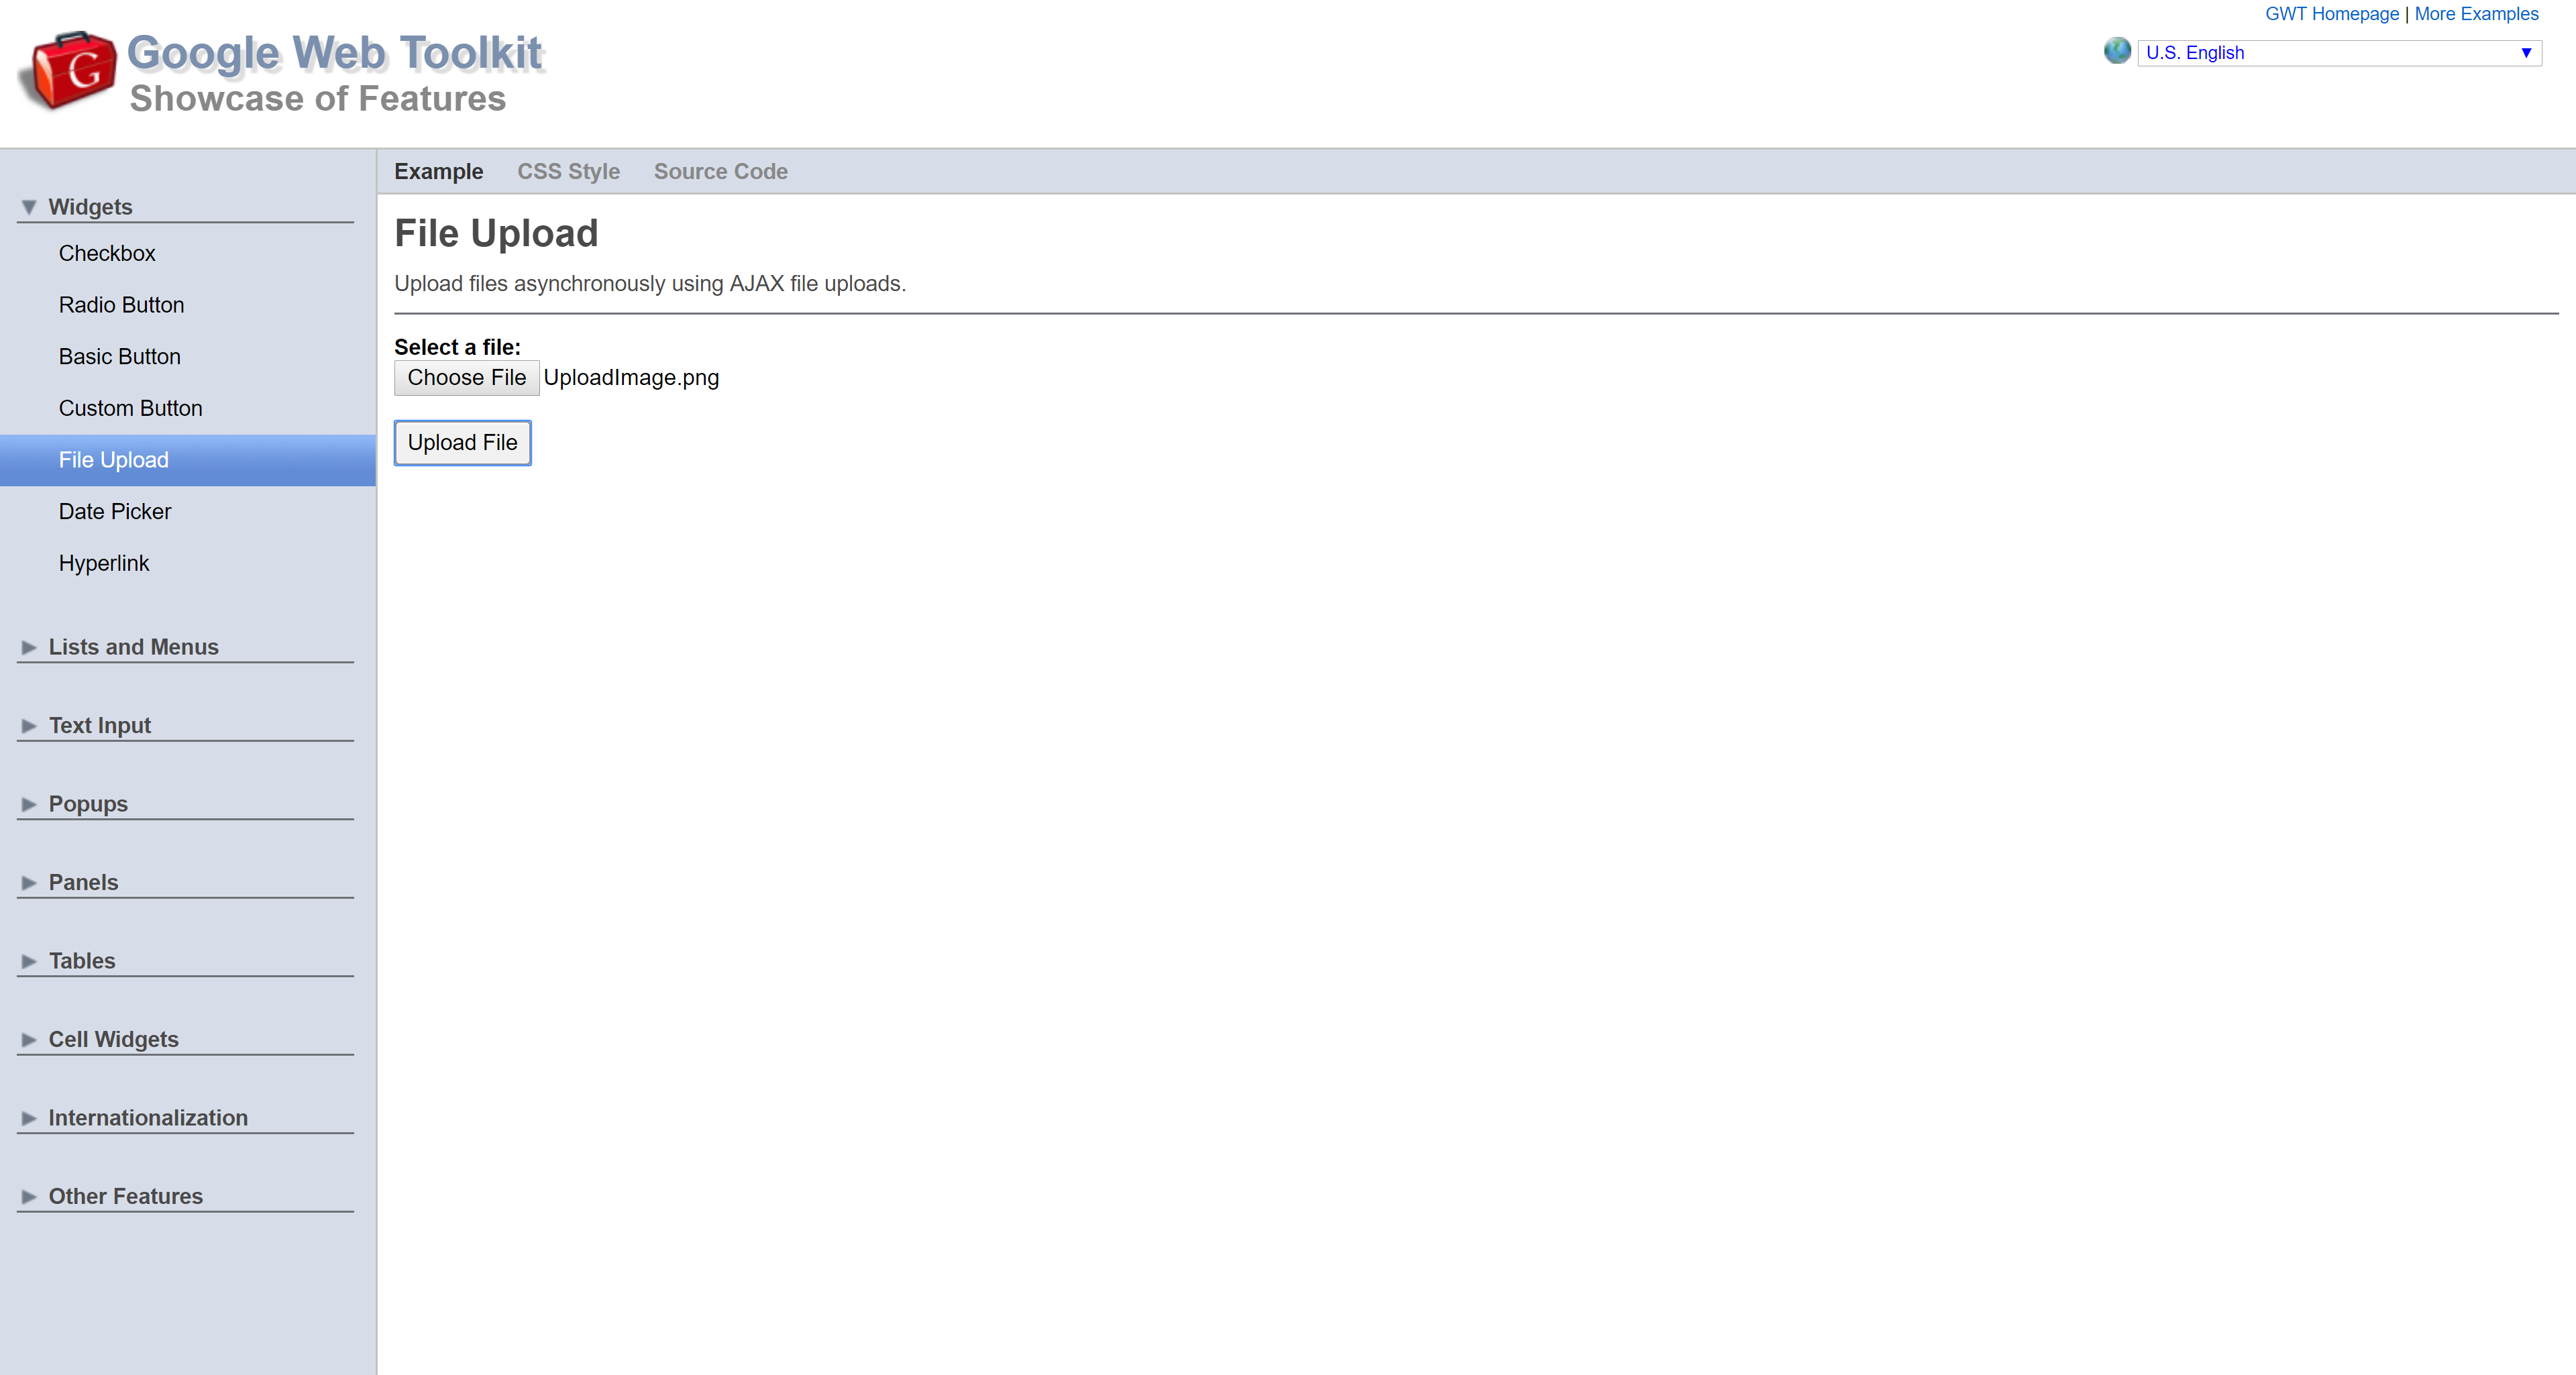 GWT Homepage | More Examples
G
Google Web Toolkit
U.S. English
Showcase of Features
Example CSS Style Source Code
Widgets
Checkbox
Radio Button
Basic Button
Custom Button
File Upload
Date Picker
Hyperlink
Lists and Menus
Text Input
Popups
Panels
Tables
Cell Widgets
Internationalization
Other Features
File Upload
Upload files asynchronously using AJAX file uploads.
Select a file:
Choose File UploadImage.png
Upload File